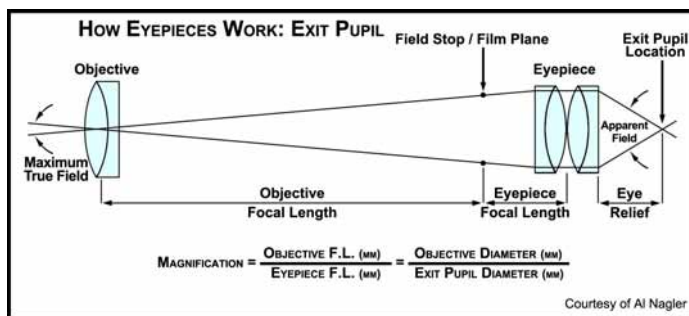 How Eyepieces Work: Exit Pupil
Field Stop / Film Plane
Exit Pupil
Location
Objective
Eyepiece
Apparent
Field
Maximum
True Field
Objective
Focal Length
Eyepiece
Focal Length
Eye
Relief
Magnification = Objective F.L. (mm) / Eyepiece F.L. (mm) = Objective Diameter (mm) / Exit Pupil Diameter (mm)
Courtesy of Al Nagler